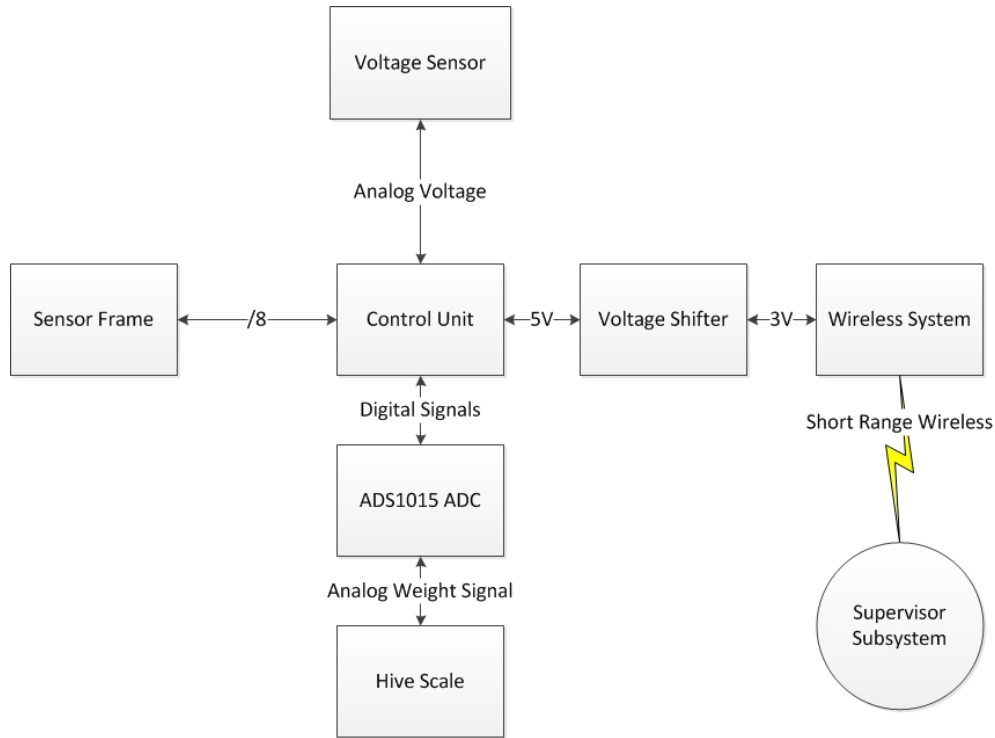 Voltage Sensor
Analog Voltage
Sensor Frame
/8
Control Unit
5V
Voltage Shifter
3V
Wireless System
Digital Signals
Short Range Wireless
ADS1015 ADC
Analog Weight Signal
Supervisor
Subsystem
Hive Scale